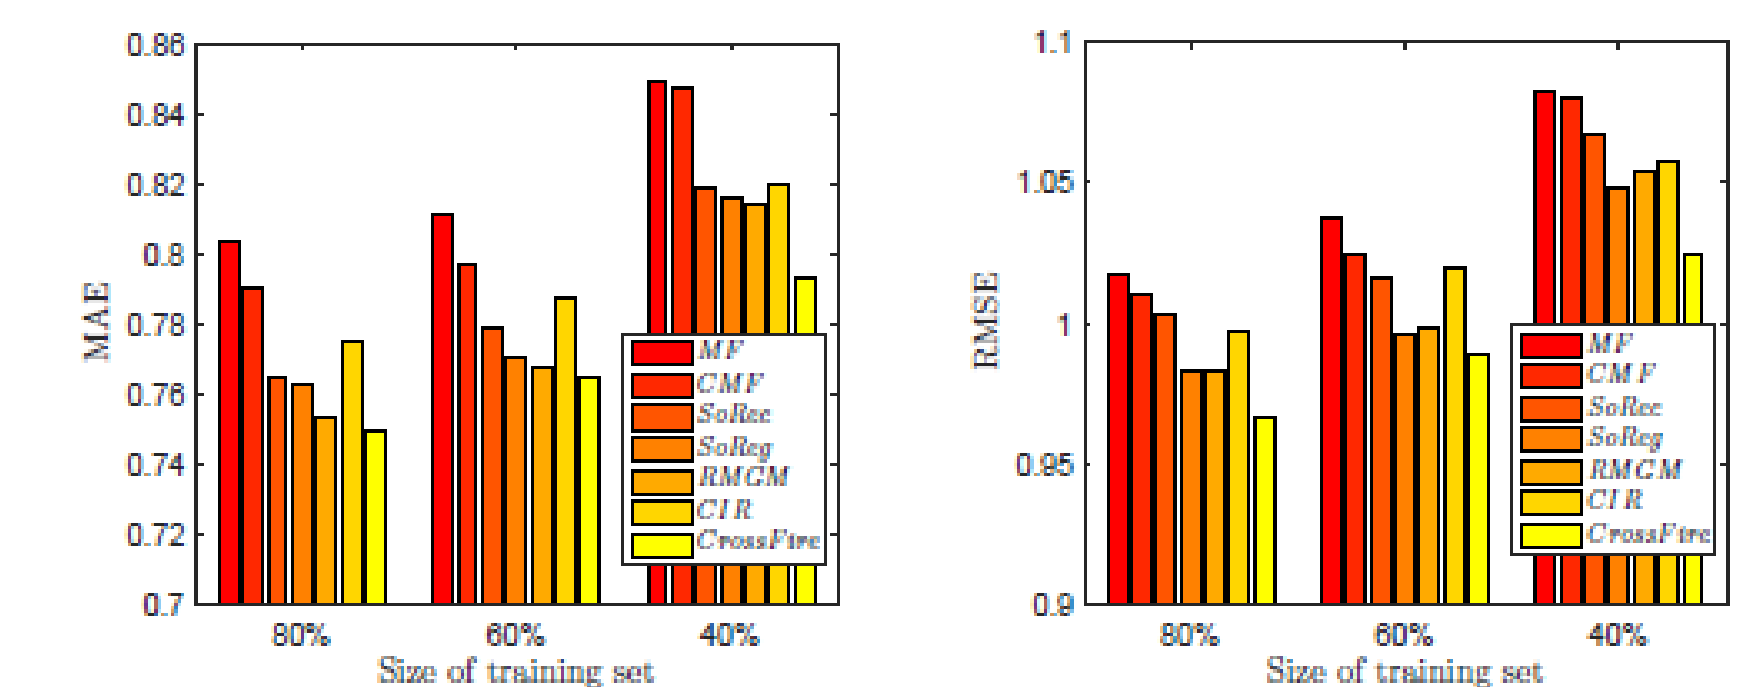 0.86
0.84
0.82
0.8
0.78
0.76
0.74
0.72
0.7
MAE
80% 60% 40%
Size of training set
MF
CMF
SoRec
SoReg
RMGM
CIR
CrossFire
1.1
1.05
1
0.95
0.9
RMSE
80% 60% 40%
Size of training set
MF
CMF
SoRec
SoReg
RMGM
CIR
CrossFire